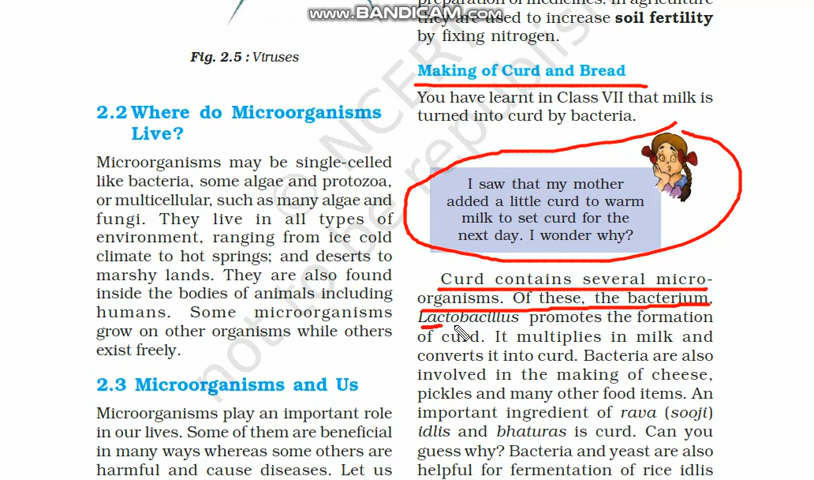 www.BANDICAM.com
Fig. 2.5 : Viruses
2.2 Where do Microorganisms
Live?
Microorganisms may be single-celled
like bacteria, some algae and protozoa,
or multicellular, such as many algae and
fungi. They live in all types of
environment, ranging from ice cold
climate to hot springs; and deserts to
marshy lands. They are also found
inside the bodies of animals including
humans. Some microorganisms
grow on other organisms while others
exist freely.
2.3 Microorganisms and Us
Microorganisms play an important role
in our lives. Some of them are beneficial
in many ways whereas some others are
harmful and cause diseases. Let us
preparation of medicines. In agriculture
they are used to increase soil fertility
by fixing nitrogen.
Making of Curd and Bread
You have learnt in Class VII that milk is
turned into curd by bacteria.
I saw that my mother
added a little curd to warm
milk to set curd for the
next day. I wonder why?
Curd contains several micro-
organisms. Of these, the bacterium,
Lactobacillus promotes the formation
of curd. It multiplies in milk and
converts it into curd. Bacteria are also
involved in the making of cheese,
pickles and many other food items. An
important ingredient of rava (sooji)
idlis and bhaturas is curd. Can you
guess why? Bacteria and yeast are also
helpful for fermentation of rice idlis
© NCERT
not to be republish